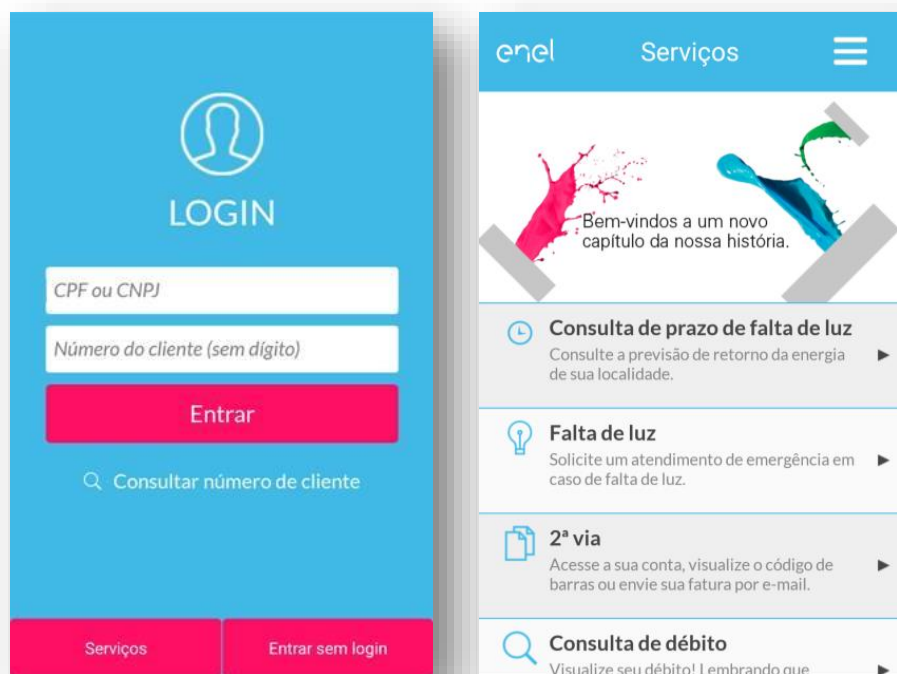 LOGIN
CPF ou CNPJ
Número do cliente (sem dígito)
Entrar
Consultar número de cliente
Serviços
Entrar sem login
enel
Serviços
Bem-vindos a um novo
capítulo da nossa história.
Consulta de prazo de falta de luz
Consulte a previsão de retorno da energia
de sua localidade.
Falta de luz
Solicite um atendimento de emergência em
caso de falta de luz.
2ª via
Acesse a sua conta, visualize o código de
barras ou envie sua fatura por e-mail.
Consulta de débito
Visualize seu débito! Lembrando que